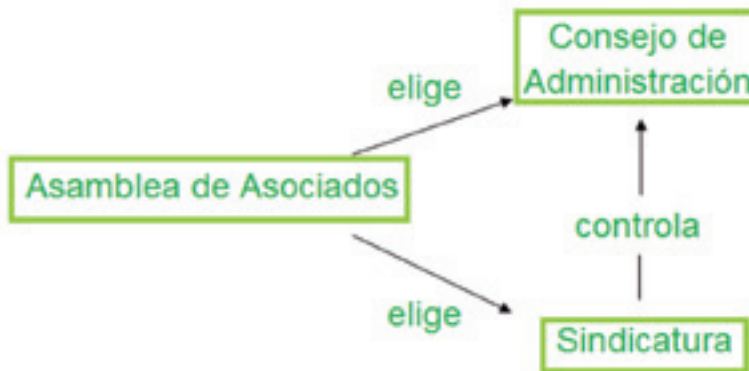 Consejo de
Administración
elige
Asamblea de Asociados
controla
elige
Sindicatura